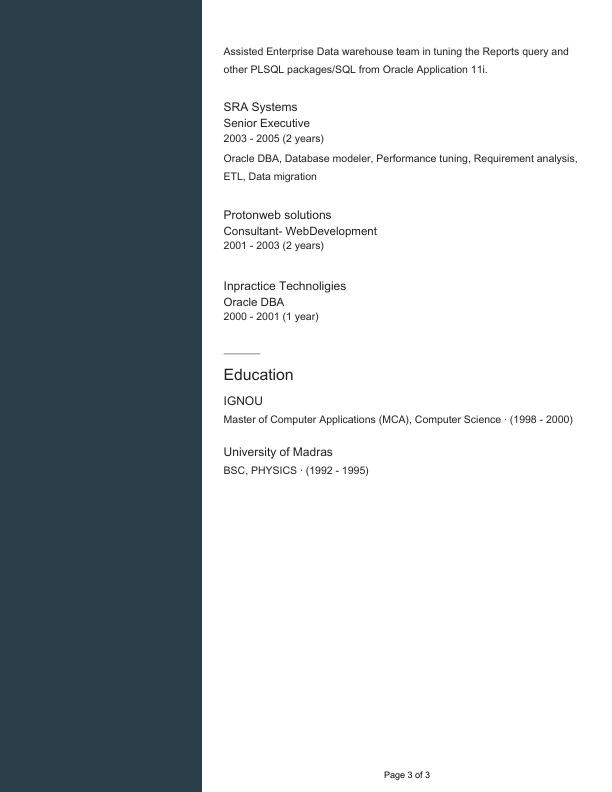 Assisted Enterprise Data warehouse team in tuning the Reports query and
other PLSQL packages/SQL from Oracle Application 11i.
SRA Systems
Senior Executive
2003 - 2005 (2 years)
Oracle DBA, Database modeler, Performance tuning, Requirement analysis,
ETL, Data migration
Protonweb solutions
Consultant- WebDevelopment
2001 - 2003 (2 years)
Inpractice Technoligies
Oracle DBA
2000 - 2001 (1 year)
Education
IGNOU
Master of Computer Applications (MCA), Computer Science · (1998 - 2000)
University of Madras
BSC, PHYSICS · (1992 - 1995)
Page 3 of 3